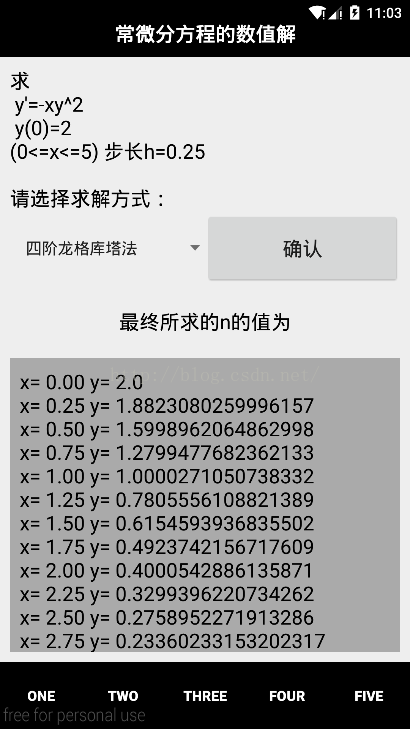 11:03
常微分方程的数值解
求
y'=-xy^2
y(0)=2
(0<=x<=5) 步长h=0.25
请选择求解方式：
四阶龙格库塔法
确认
最终所求的n的值为
http://blog.csdn.net/
x= 0.00 y= 2.0
x= 0.25 y= 1.8823080259996157
x= 0.50 y= 1.5998962064862998
x= 0.75 y= 1.2799477682362133
x= 1.00 y= 1.0000271050738332
x= 1.25 y= 0.7805556108821389
x= 1.50 y= 0.6154593936835502
x= 1.75 y= 0.4923742156717609
x= 2.00 y= 0.4000542886135871
x= 2.25 y= 0.3299396220734262
x= 2.50 y= 0.2758952271913286
x= 2.75 y= 0.23360233153202317
ONE TWO THREE FOUR FIVE
free for personal use